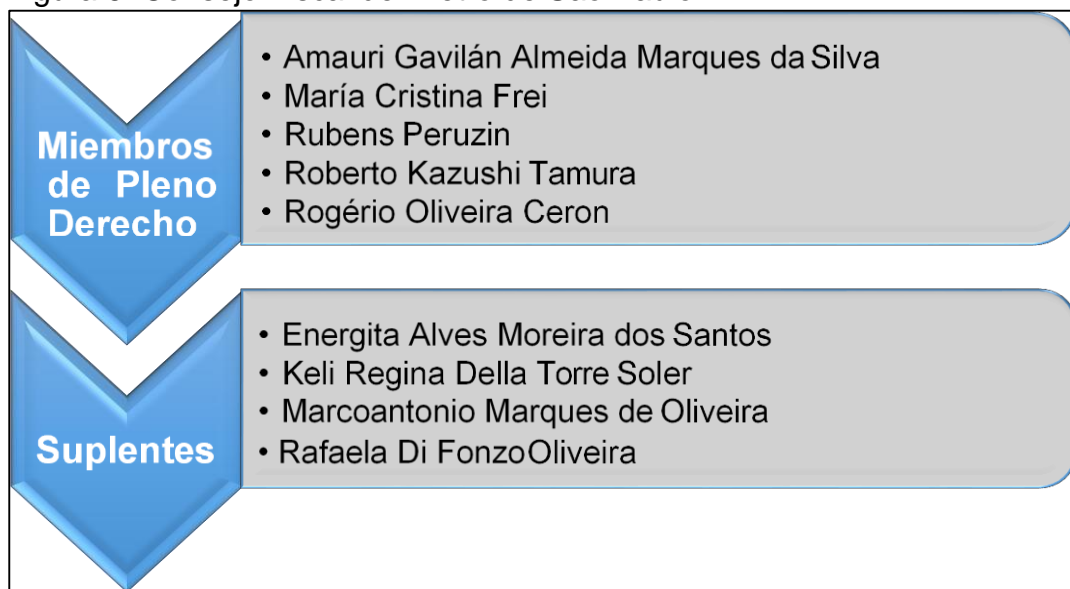 Miembros
de Pleno
Derecho
• Amauri Gavilán Almeida Marques da Silva
• María Cristina Frei
• Rubens Peruzin
• Roberto Kazushi Tamura
• Rogério Oliveira Ceron
Suplentes
• Energita Alves Moreira dos Santos
• Keli Regina Della Torre Soler
• Marcoantonio Marques de Oliveira
• Rafaela Di FonzoOliveira